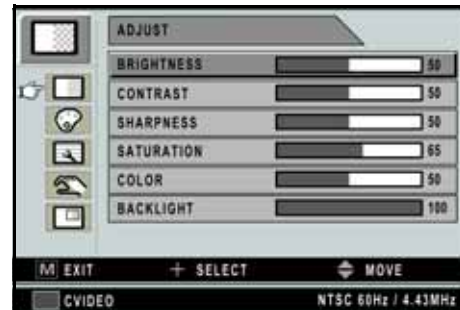 ADJUST
BRIGHTNESS 50
CONTRAST 50
SHARPNESS 50
SATURATION 65
COLOR 50
BACKLIGHT 100
M EXIT + SELECT MOVE
CVIDEO NTSC 60Hz / 4.43MHz